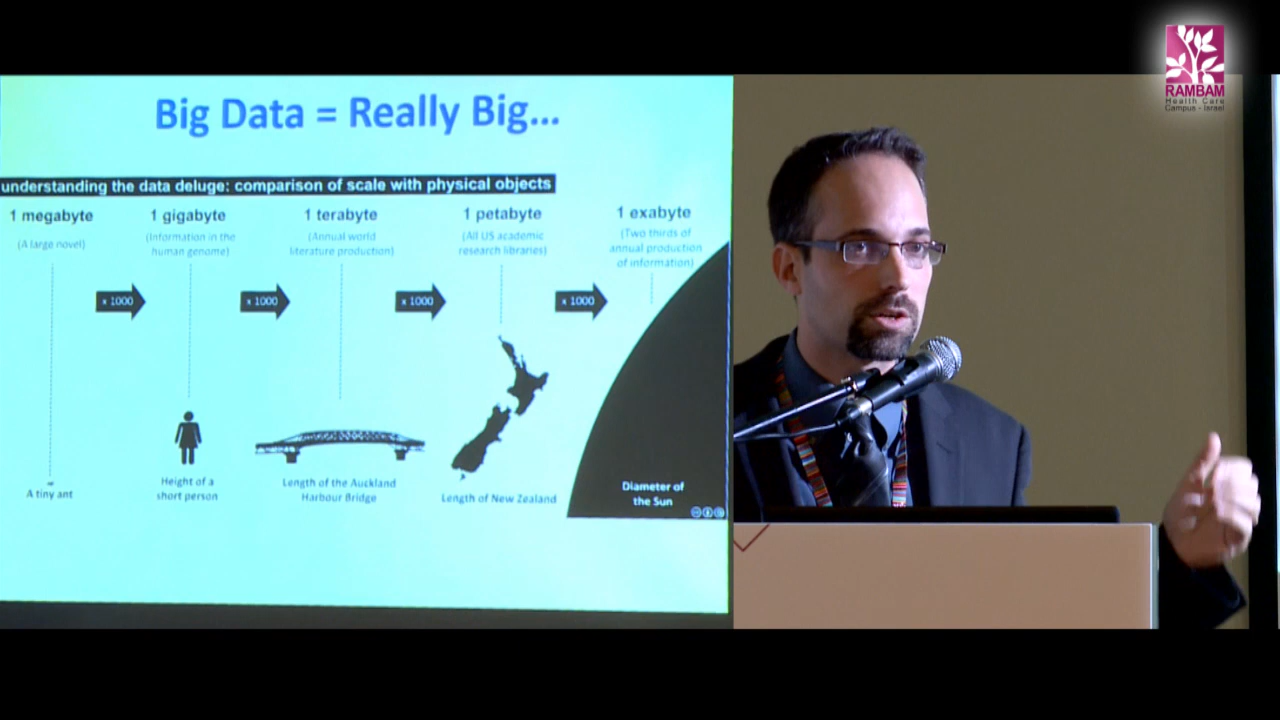 RAMBAM
Health Care
Campus - Israel
Big Data = Really Big...
understanding the data deluge: comparison of scale with physical objects
1 megabyte
(A large novel)
1 gigabyte
(Information in the
human genome)
1 terabyte
(Annual world
literature production)
1 petabyte
(All US academic
research libraries)
1 exabyte
(Two thirds of
annual production
of information)
x 1000
x 1000
x 1000
x 1000
A tiny ant
Height of a
short person
Length of the Auckland
Harbour Bridge
Length of New Zealand
Diameter of
the Sun